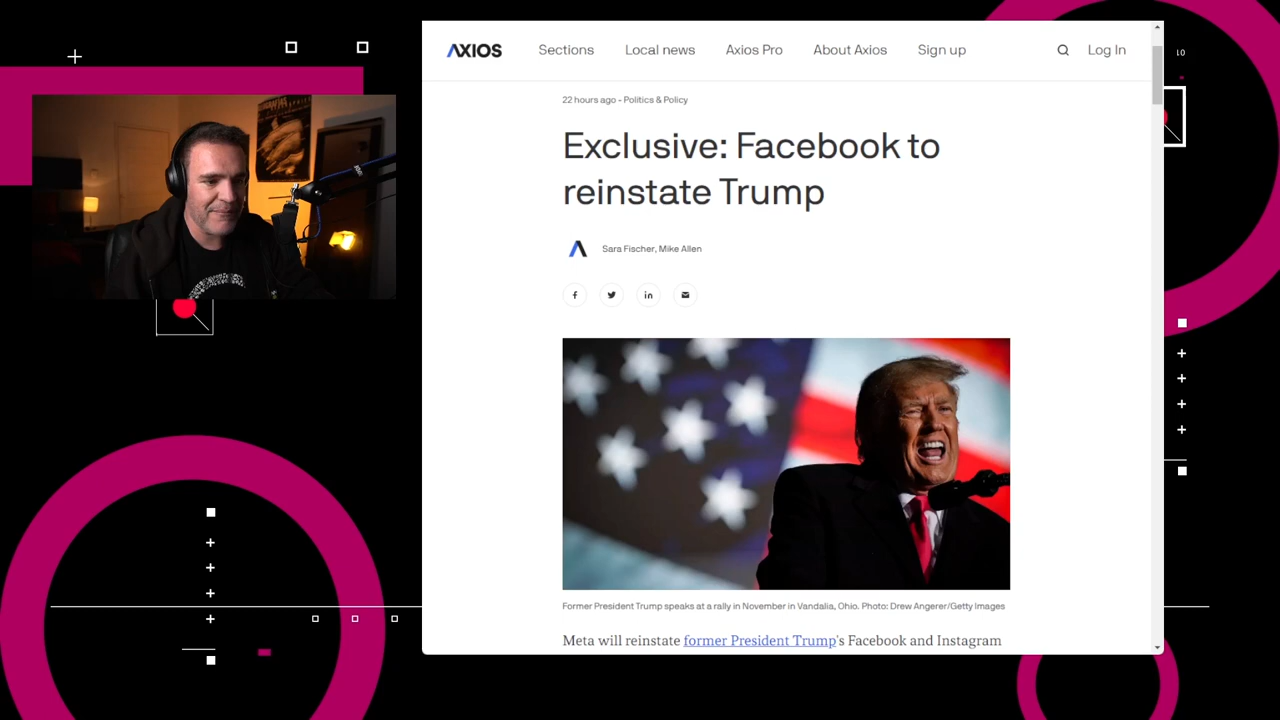 AXIOS
Sections Local news Axios Pro About Axios Sign up Log In
22 hours ago - Politics & Policy
Exclusive: Facebook to
reinstate Trump
Sara Fischer, Mike Allen
Former President Trump speaks at a rally in November in Vandalia, Ohio. Photo: Drew Angerer/Getty Images
Meta will reinstate former President Trump's Facebook and Instagram